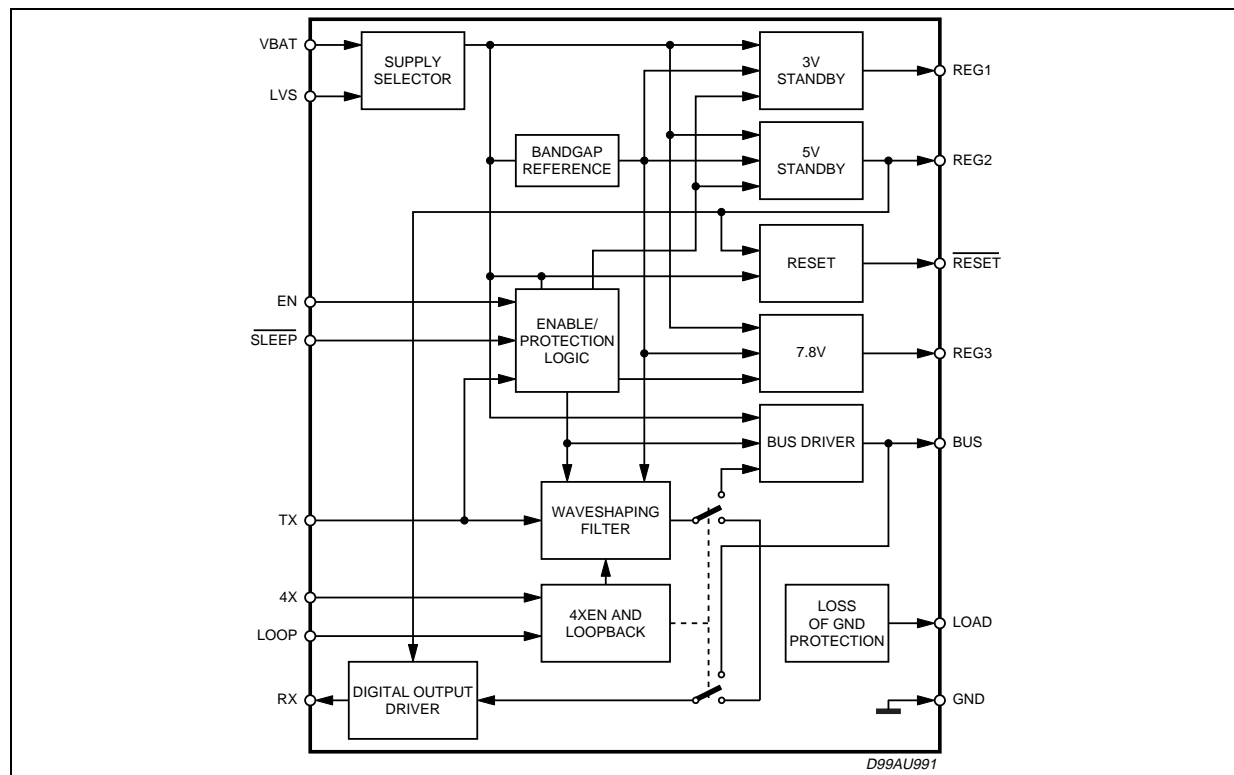 VBAT
LVS
SUPPLY
SELECTOR
3V
STANDBY
REG1
BANDGAP
REFERENCE
5V
STANDBY
REG2
RESET
RESET
EN
SLEEP
ENABLE/
PROTECTION
LOGIC
7.8V
REG3
BUS DRIVER
BUS
TX
WAVESHAPING
FILTER
4X
LOOP
4XEN AND
LOOPBACK
LOSS
OF GND
PROTECTION
LOAD
RX
DIGITAL OUTPUT
DRIVER
GND
D99AU991